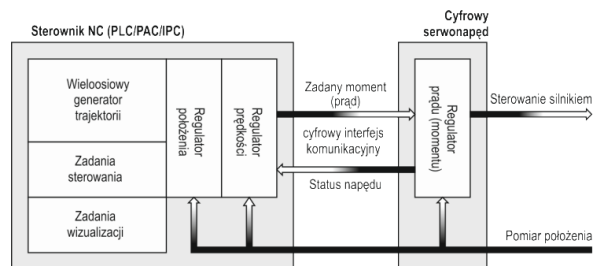 Sterownik NC (PLC/PAC/IPC)
Cyfrowy
serwonapęd
Wieloosiowy
generator
trajektorii
Zadania
sterowania
Zadania
wizualizacji
Regulator
położenia
Regulator
prędkości
Zadany moment
(prąd)
cyfrowy interfejs
komunikacyjny
Status napędu
Regulator
prądu (momentu)
Sterowanie silnikiem
Pomiar położenia